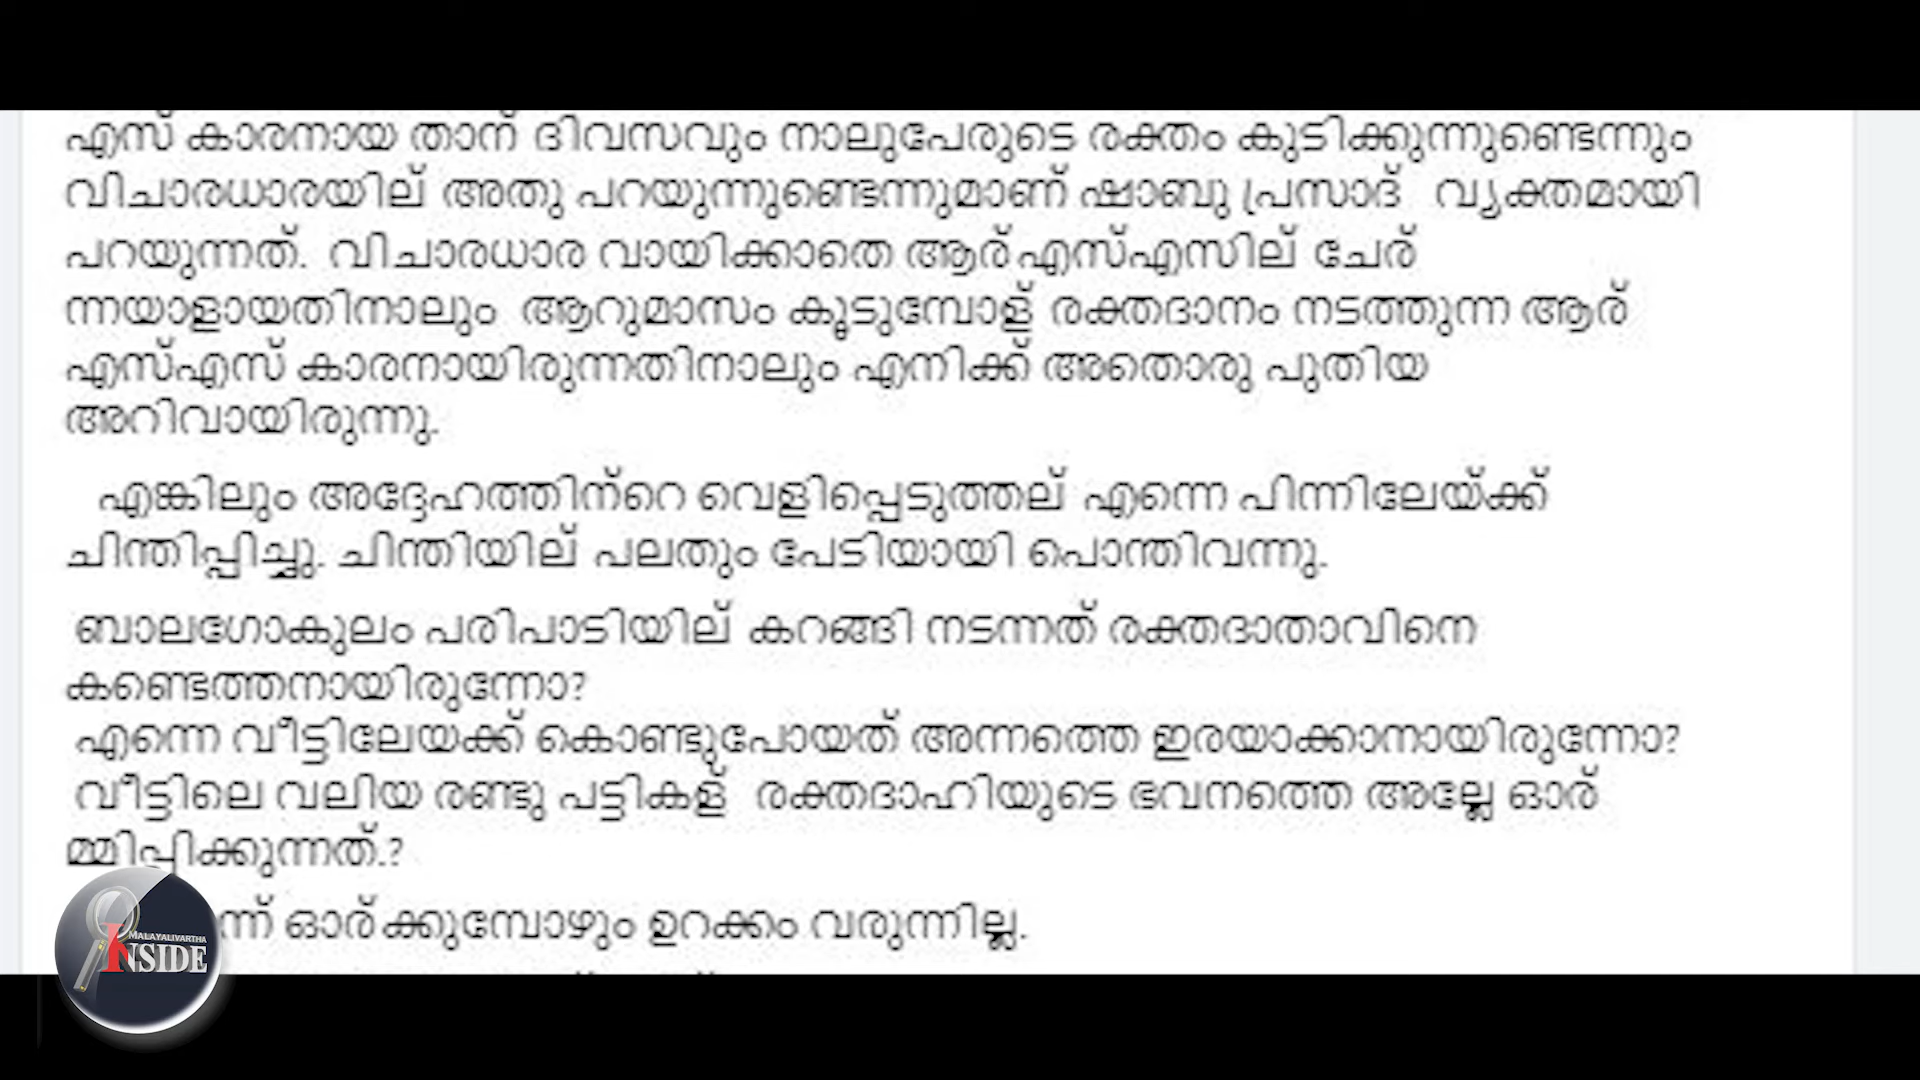 എസ് കാരനായ താന് ദിവസവും നാലുപേരുടെ രക്തം കുടിക്കുന്നുണ്ടെന്നും
വിചാരധാരയില് അതു പറയുന്നുണ്ടെന്നുമാണ് ഷാബു പ്രസാദ് വ്യക്തമായി
പറയുന്നത്. വിചാരധാര വായിക്കാതെ ആര്എസ്എസില് ചേര്
ന്നയാളായതിനാലും ആറുമാസം കൂടുമ്പോള് രക്തദാനം നടത്തുന്ന ആര്
എസ്എസ് കാരനായിരുന്നതിനാലും എനിക്ക് അതൊരു പുതിയ
അറിവായിരുന്നു.
എങ്കിലും അദ്ദേഹത്തിന്റെ വെളിപ്പെടുത്തല് എന്നെ പിന്നിലേയ്ക്ക്
ചിന്തിപ്പിച്ചു. ചിന്തിയില് പലതും പേടിയായി പൊന്തിവന്നു.
ബാലഗോകുലം പരിപാടിയില് കറങ്ങി നടന്നത് രക്തദാതാവിനെ
കണ്ടെത്തനായിരുന്നോ?
എന്നെ വീട്ടിലേയക്ക് കൊണ്ടുപോയത് അന്നത്തെ ഇരയാക്കാനായിരുന്നോ?
വീട്ടിലെ വലിയ രണ്ടു പട്ടികള് രക്തദാഹിയുടെ ഭവനത്തെ അല്ലേ ഓര്
മ്മിപ്പിക്കുന്നത്.?
ന്ന് ഓര്ക്കുമ്പോഴും ഉറക്കം വരുന്നില്ല.
MALAYALIVARTHA
INSIDE